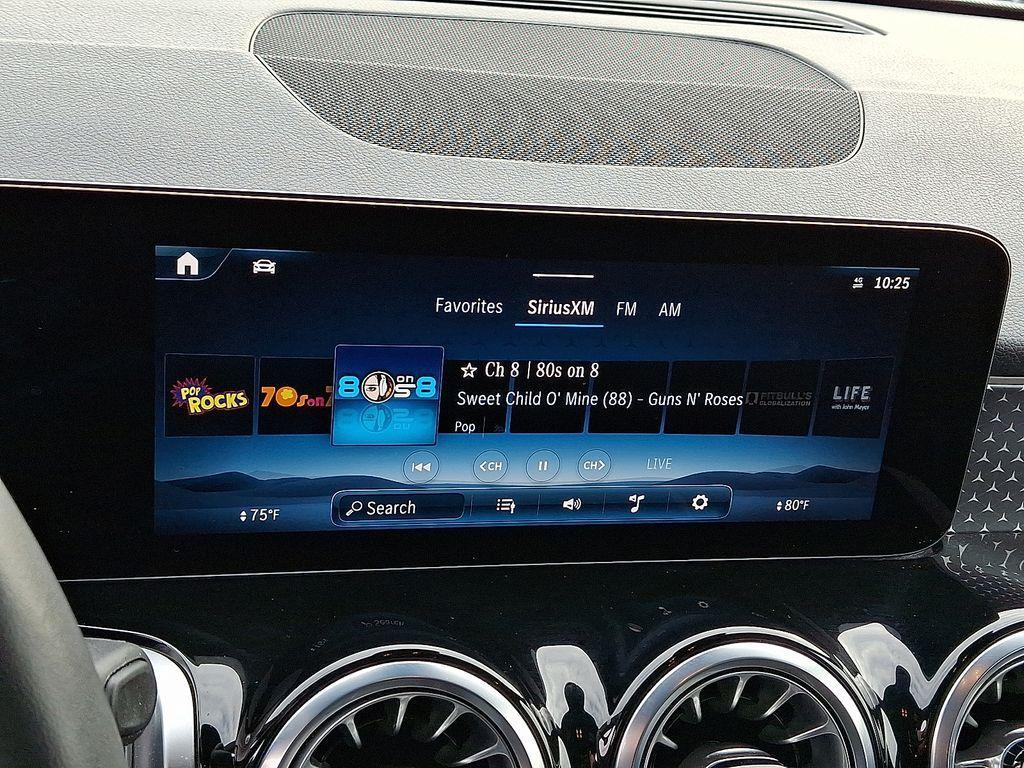 4G 10:25
Favorites SiriusXM FM AM
POP ROCKS
70s on 7
80s on 8
☆ Ch 8 | 80s on 8
Sweet Child O' Mine (88) - Guns N' Roses
Pop
PITBULL'S GLOBALIZATION
LIFE
with John Mayer
<CH CH> LIVE
75°F Search 80°F